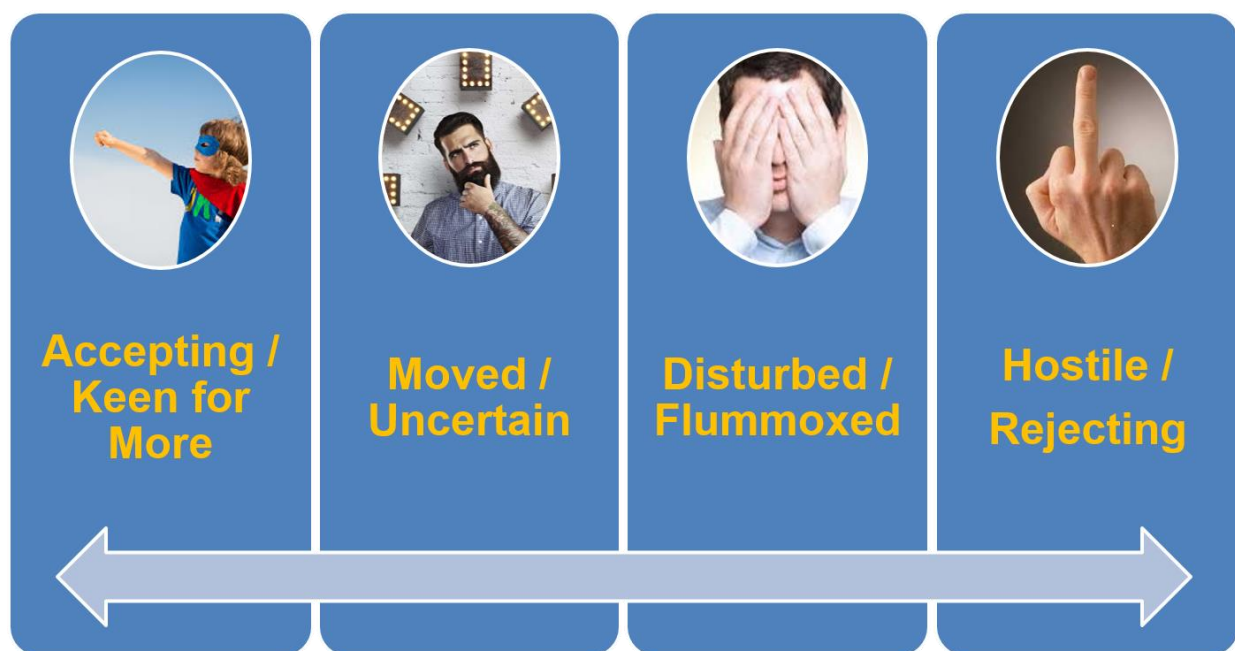 Accepting /
Keen for
More
Moved /
Uncertain
Disturbed /
Flummoxed
Hostile /
Rejecting